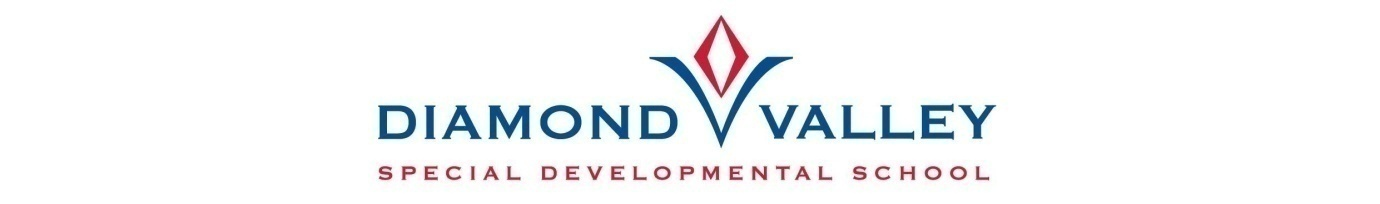 DIAMOND VALLEY
SPECIAL DEVELOPMENTAL SCHOOL